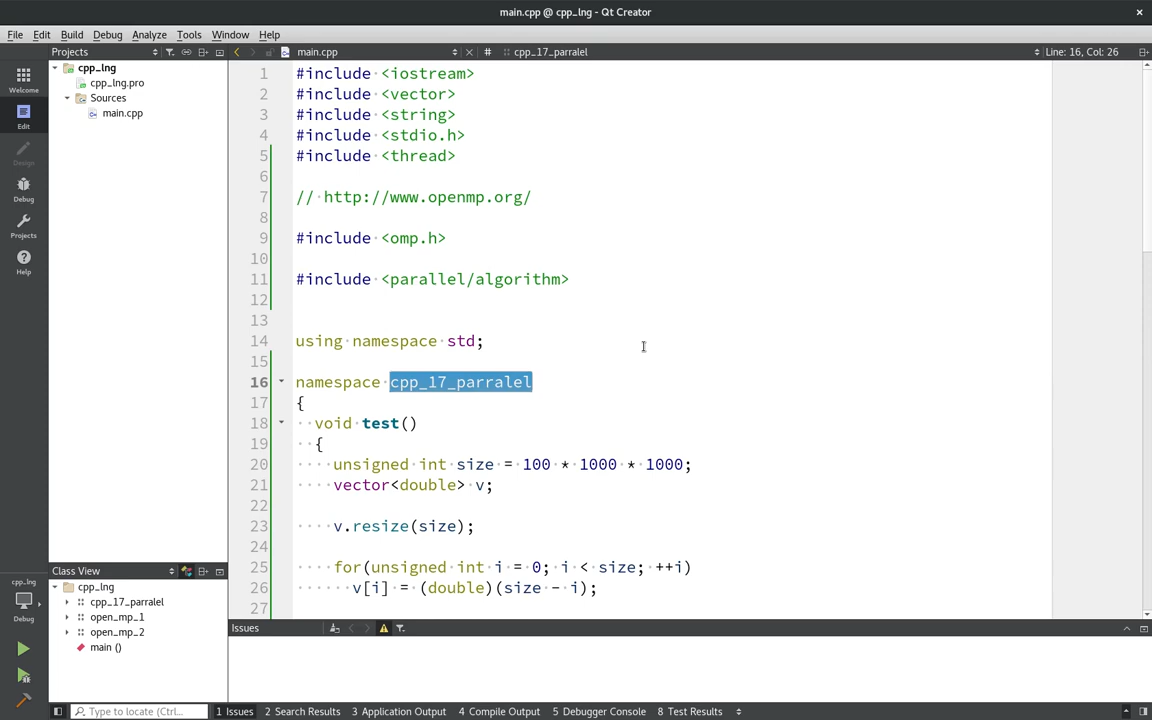 main.cpp @ cpp_lng - Qt Creator
File Edit Build Debug Analyze Tools Window Help
Projects
main.cpp
# cpp_17_parralel
Line: 16, Col: 26
Welcome
Edit
Design
Debug
Projects
Help
cpp_lng
cpp_lng.pro
Sources
main.cpp
1 #include <iostream>
2 #include <vector>
3 #include <string>
4 #include <stdio.h>
5 #include <thread>
6
7 // http://www.openmp.org/
8
9 #include <omp.h>
10
11 #include <parallel/algorithm>
12
13
14 using namespace std;
15
16 namespace cpp_17_parralel
17 {
18 void test()
19 {
20 unsigned int size = 100 * 1000 * 1000;
21 vector<double> v;
22
23 v.resize(size);
24
25 for(unsigned int i = 0; i < size; ++i)
26 v[i] = (double)(size - i);
27
Class View
cpp_lng
cpp_17_parralel
open_mp_1
open_mp_2
main ()
cpp_lng
Debug
Issues
Type to locate (Ctrl...
1 Issues 2 Search Results 3 Application Output 4 Compile Output 5 Debugger Console 8 Test Results